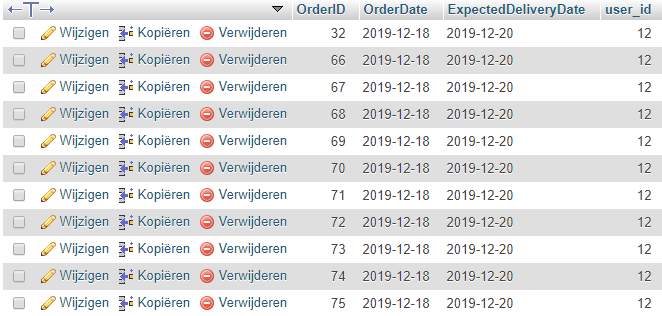 OrderID OrderDate ExpectedDeliveryDate user_id
Wijzigen Kopiëren Verwijderen 32 2019-12-18 2019-12-20 12
Wijzigen Kopiëren Verwijderen 66 2019-12-18 2019-12-20 12
Wijzigen Kopiëren Verwijderen 67 2019-12-18 2019-12-20 12
Wijzigen Kopiëren Verwijderen 68 2019-12-18 2019-12-20 12
Wijzigen Kopiëren Verwijderen 69 2019-12-18 2019-12-20 12
Wijzigen Kopiëren Verwijderen 70 2019-12-18 2019-12-20 12
Wijzigen Kopiëren Verwijderen 71 2019-12-18 2019-12-20 12
Wijzigen Kopiëren Verwijderen 72 2019-12-18 2019-12-20 12
Wijzigen Kopiëren Verwijderen 73 2019-12-18 2019-12-20 12
Wijzigen Kopiëren Verwijderen 74 2019-12-18 2019-12-20 12
Wijzigen Kopiëren Verwijderen 75 2019-12-18 2019-12-20 12